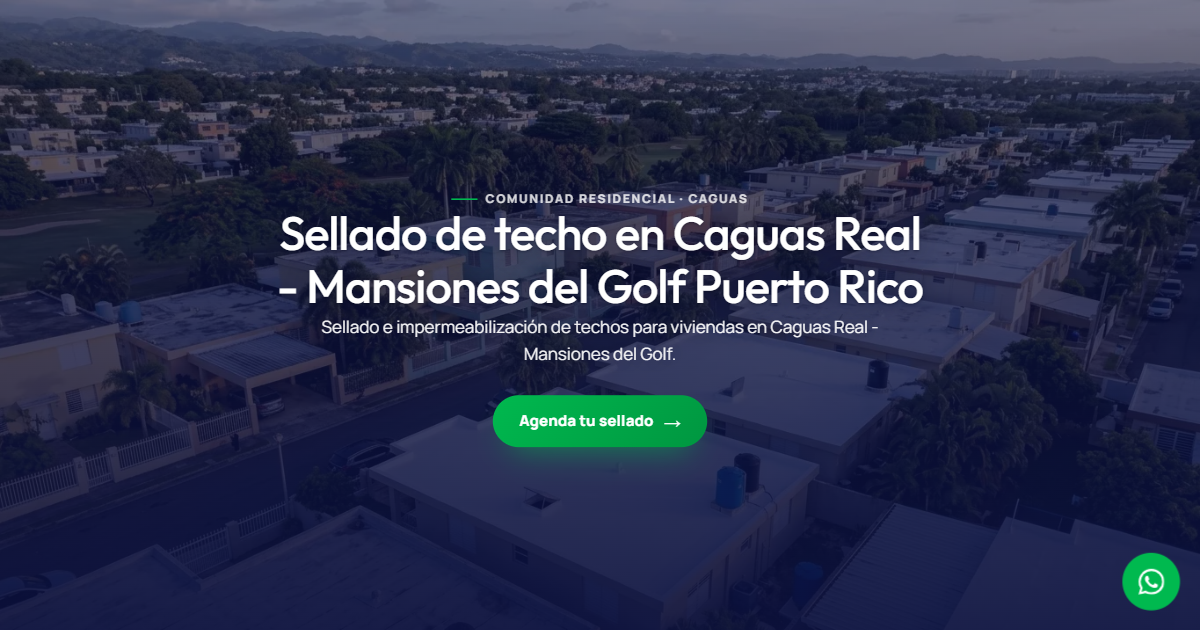 COMUNIDAD RESIDENCIAL · CAGUAS
Sellado de techo en Caguas Real
- Mansiones del Golf Puerto Rico
Sellado e impermeabilización de techos para viviendas en Caguas Real -
Mansiones del Golf.
Agenda tu sellado →